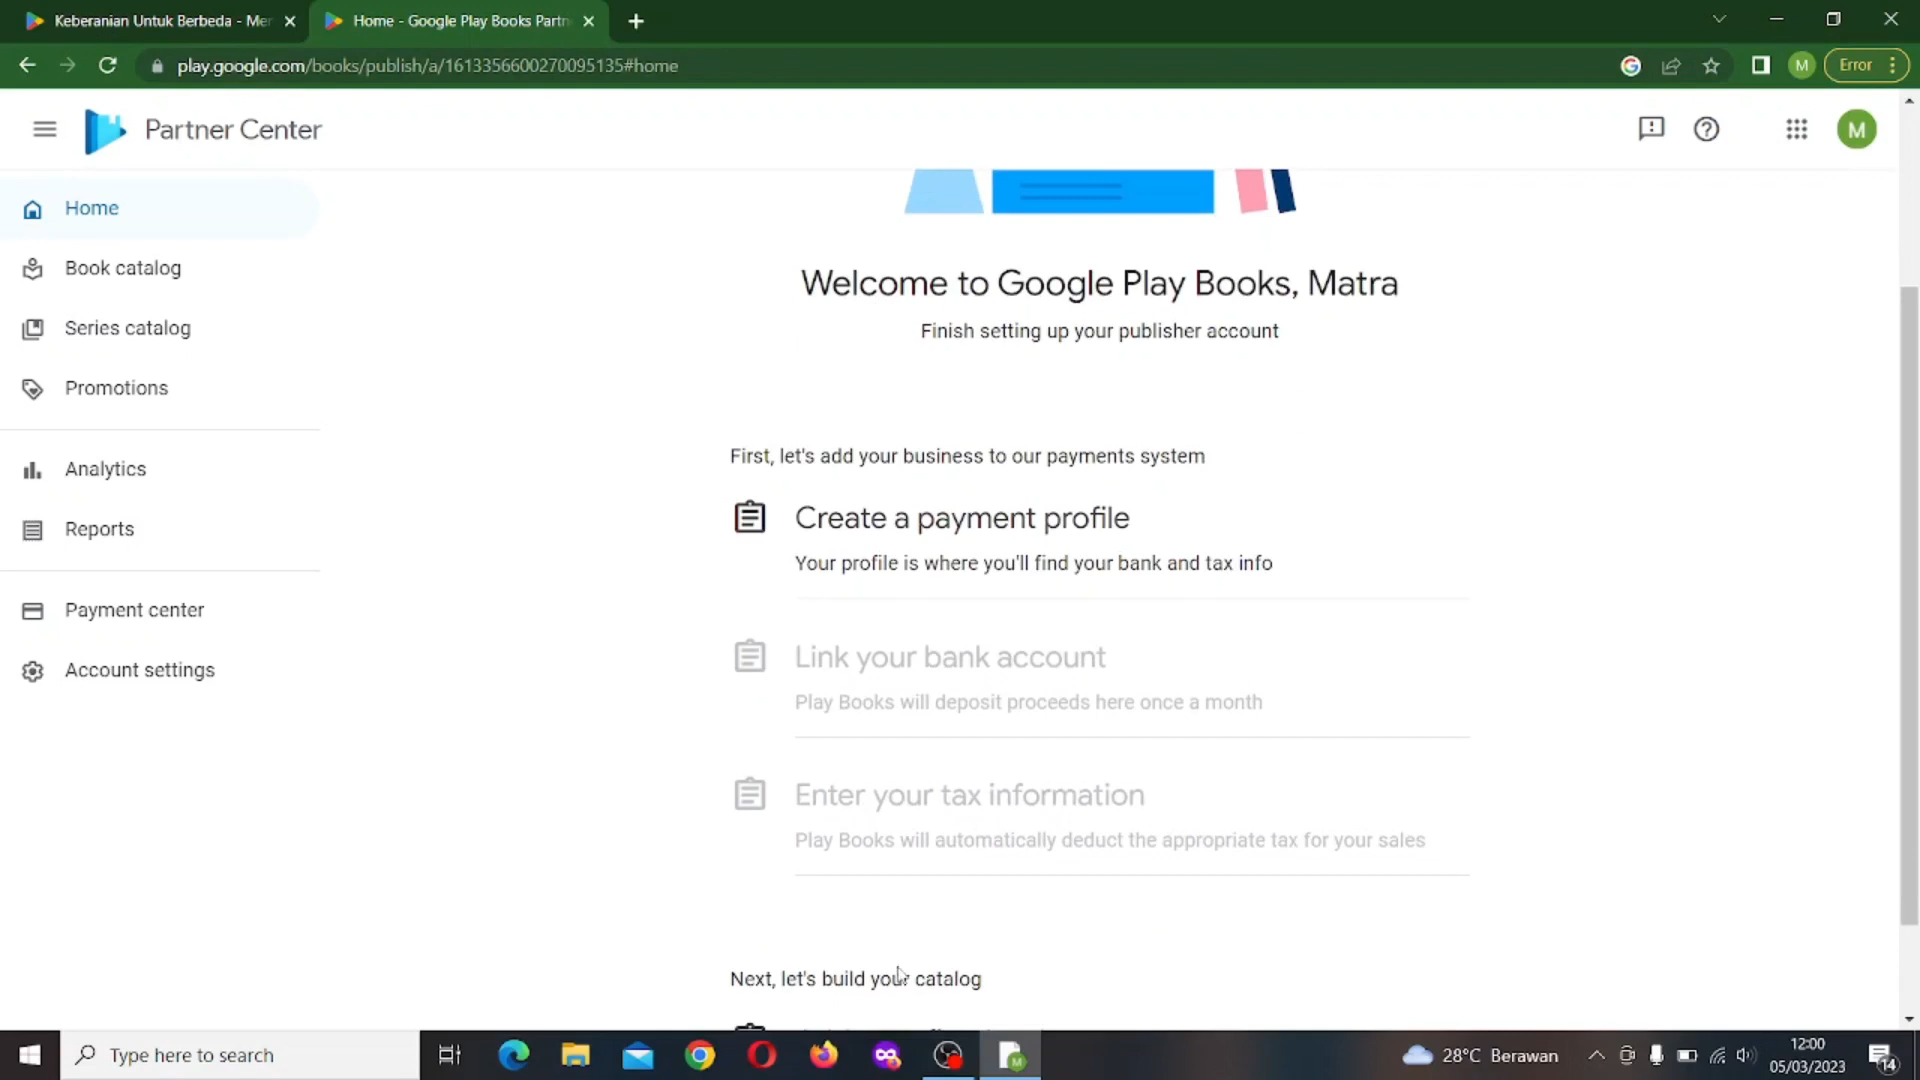 Keberanian Untuk Berbeda - Mer
Home - Google Play Books Partn
play.google.com/books/publish/a/16133566002700951​35#home
M
Error
Partner Center
M
Home
Book catalog
Series catalog
Promotions
Analytics
Reports
Payment center
Account settings
Welcome to Google Play Books, Matra
Finish setting up your publisher account
First, let's add your business to our payments system
Create a payment profile
Your profile is where you'll find your bank and tax info
Link your bank account
Play Books will deposit proceeds here once a month
Enter your tax information
Play Books will automatically deduct the appropriate tax for your sales
Next, let's build your catalog
Type here to search
28°C Berawan
12:00
05/03/2023
14